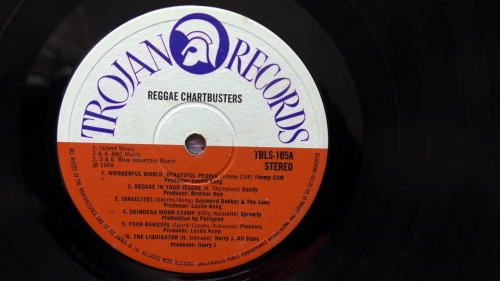 TROJAN RECORDS
REGGAE CHARTBUSTERS
1. Island Music
2 & 4. BBC Music
3, 5 & 6. Blue Mountain Music
℗ 1969
TBLS-105A
STEREO
1. WONDERFUL WORLD, BEAUTIFUL PEOPLE (Jimmy Cliff) Jimmy Cliff
Producer: Leslie Kong
2. REGGAE IN YOUR JEGGAE (R. Thompson) Dandy
Producer: Brother Dan
3. ISRAELITES (Dacres/Kong) Desmond Dekker & The Aces
Producer: Leslie Kong
4. SKINHEAD MOON STOMP (Ellis/Naismith) Symarip
Production by Philigree
5. POOR RAMESES (Agard/Crooks/Robinson) Pioneers
Producer: Leslie Kong
6. THE LIQUIDATOR (H. Johnson) Harry J. All Stars
Producer: Harry J